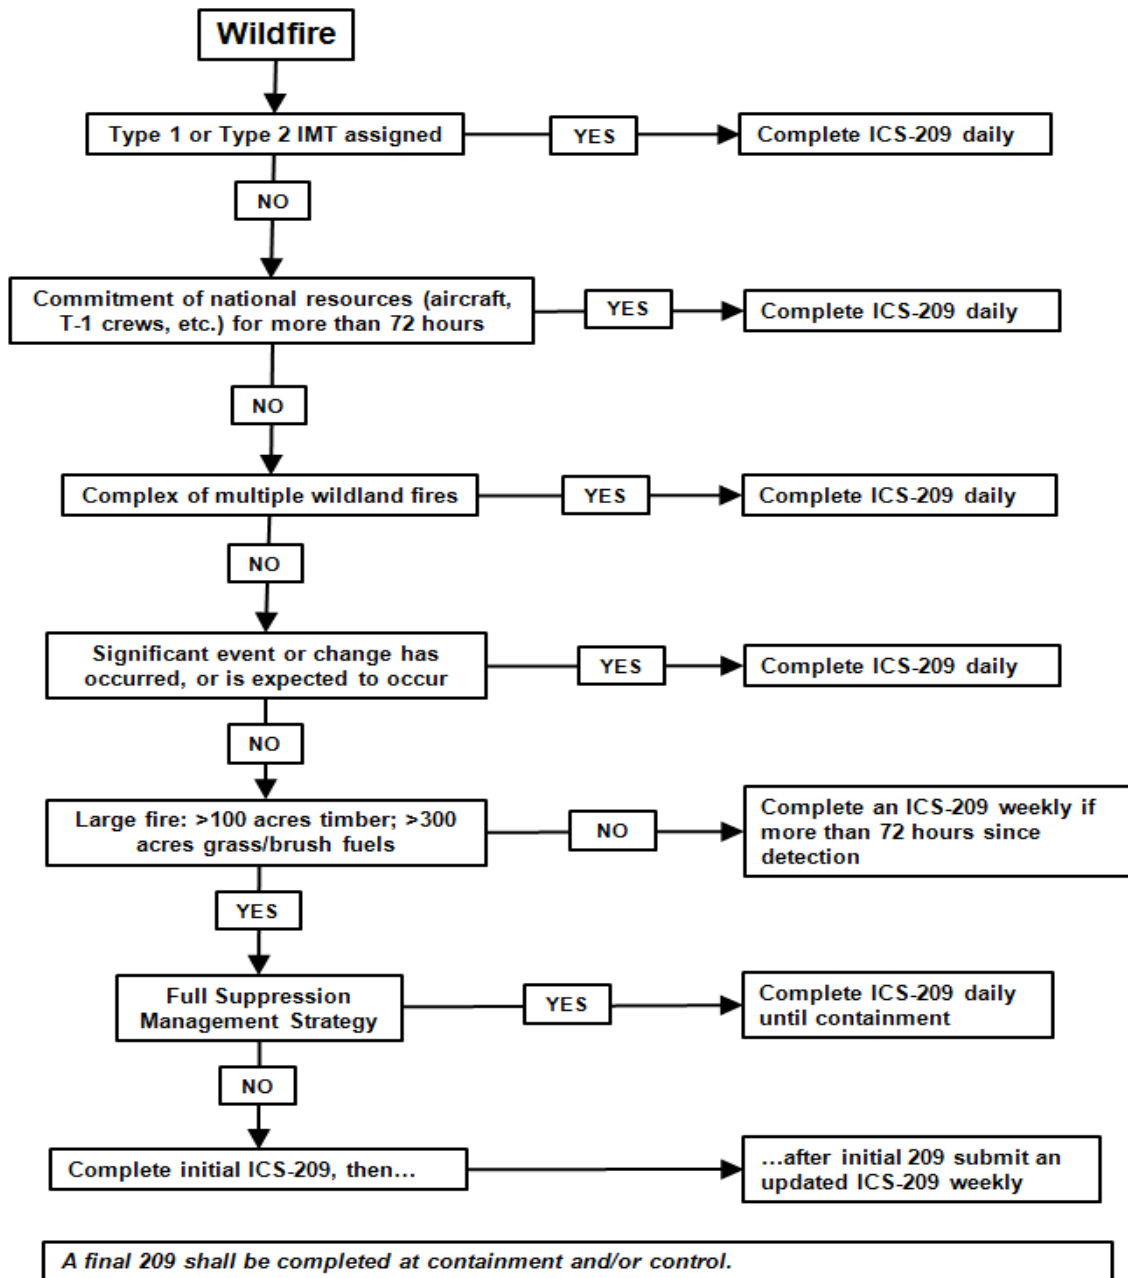 Wildfire
Type 1 or Type 2 IMT assigned
YES
Complete ICS-209 daily
NO
Commitment of national resources (aircraft,
T-1 crews, etc.) for more than 72 hours
YES
Complete ICS-209 daily
NO
Complex of multiple wildland fires
YES
Complete ICS-209 daily
NO
Significant event or change has
occurred, or is expected to occur
YES
Complete ICS-209 daily
NO
Large fire: >100 acres timber; >300
acres grass/brush fuels
NO
Complete an ICS-209 weekly if
more than 72 hours since
detection
YES
Full Suppression
Management Strategy
YES
Complete ICS-209 daily
until containment
NO
Complete initial ICS-209, then…
…after initial 209 submit an
updated ICS-209 weekly
A final 209 shall be completed at containment and/or control.